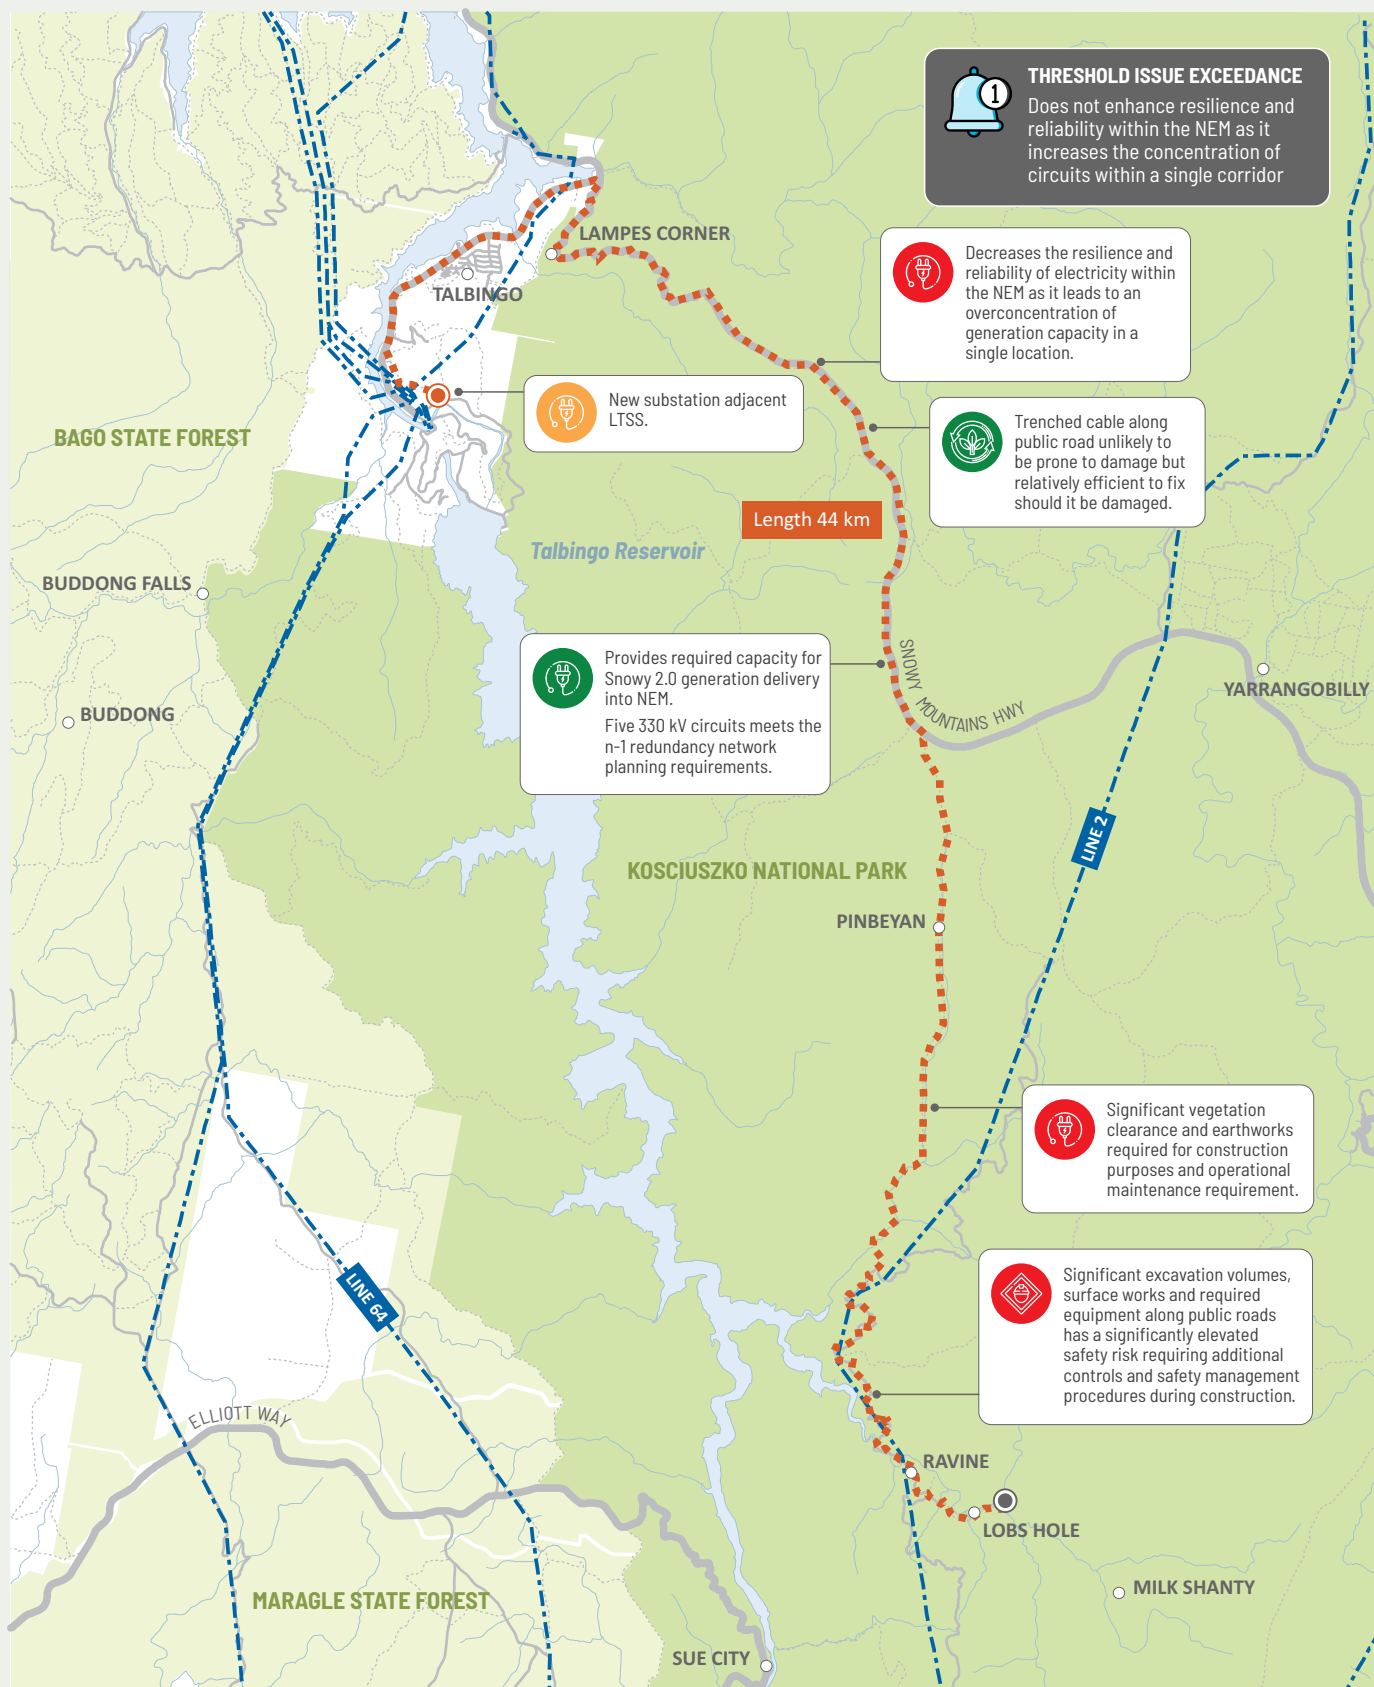 THRESHOLD ISSUE EXCEEDANCE
1
Does not enhance resilience and
reliability within the NEM as it
increases the concentration of
circuits within a single corridor
LAMPES CORNER
Decreases the resilience and
reliability of electricity within
the NEM as it leads to an
overconcentration of
generation capacity in a
single location.
TALBINGO
New substation adjacent
LTSS.
Trenched cable along
public road unlikely to
be prone to damage but
relatively efficient to fix
should it be damaged.
BAGO STATE FOREST
Length 44 km
Talbingo Reservoir
BUDDONG FALLS
Provides required capacity for
Snowy 2.0 generation delivery
into NEM.
Five 330 kV circuits meets the
n-1 redundancy network
planning requirements.
SNOWY MOUNTAINS HWY
YARRANGOBILLY
BUDDONG
LINE 2
KOSCIUSZKO NATIONAL PARK
PINBEYAN
Significant vegetation
clearance and earthworks
required for construction
purposes and operational
maintenance requirement.
LINE 64
Significant excavation volumes,
surface works and required
equipment along public roads
has a significantly elevated
safety risk requiring additional
controls and safety management
procedures during construction.
ELLIOTT WAY
RAVINE
LOBS HOLE
MILK SHANTY
MARAGLE STATE FOREST
SUE CITY